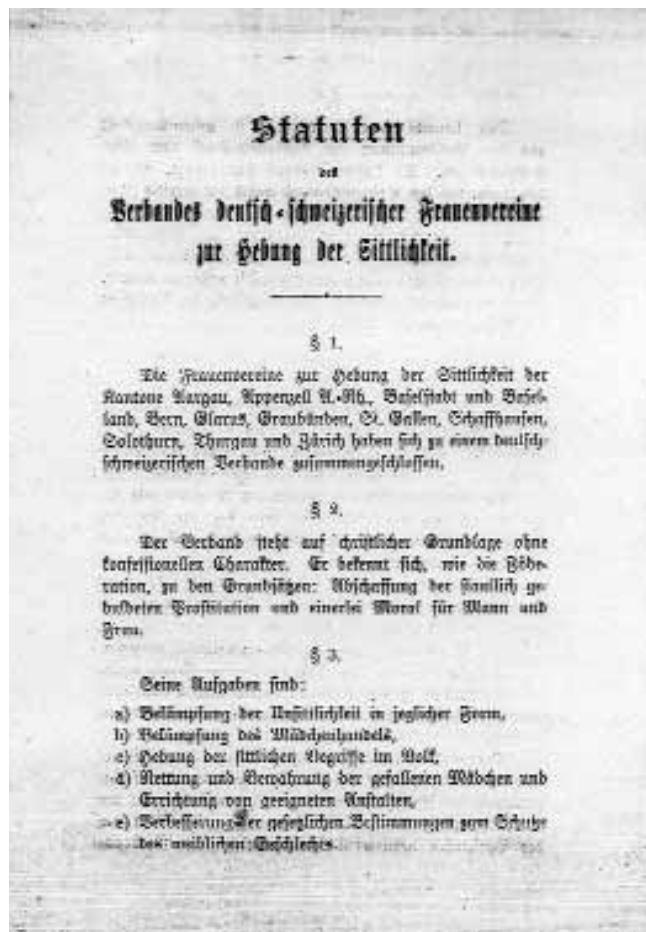 Statuten
des
Verbandes deutsch-schweizerischer Frauenvereine
zur Hebung der Sittlichkeit.
§ 1.
Die Frauenvereine zur Hebung der Sittlichkeit der
Kantone Aargau, Appenzell A.-Rh., Baselstadt und Basel-
land, Bern, Glarus, Graubünden, St. Gallen, Schaffhausen,
Solothurn, Thurgau und Zürich haben sich zu einem deutsch-
schweizerischen Verbande zusammengeschlossen.
§ 2.
Der Verband steht auf christlicher Grundlage ohne
konfessionellen Charakter. Er bekennt sich, wie die Föde-
ration, zu den Grundsätzen: Abschaffung der staatlich ge-
duldeten Prostitution und einerlei Moral für Mann und
Frau.
§ 3.
Seine Aufgaben sind:
a) Bekämpfung der Unsittlichkeit in jeglicher Form,
b) Bekämpfung des Mädchenhandels,
c) Hebung der sittlichen Begriffe im Volk,
d) Rettung und Bewahrung der gefallenen Mädchen und
Errichtung von geeigneten Anstalten,
e) Verbesserung der gesetzlichen Bestimmungen zum Schutze
des weiblichen Geschlechts.